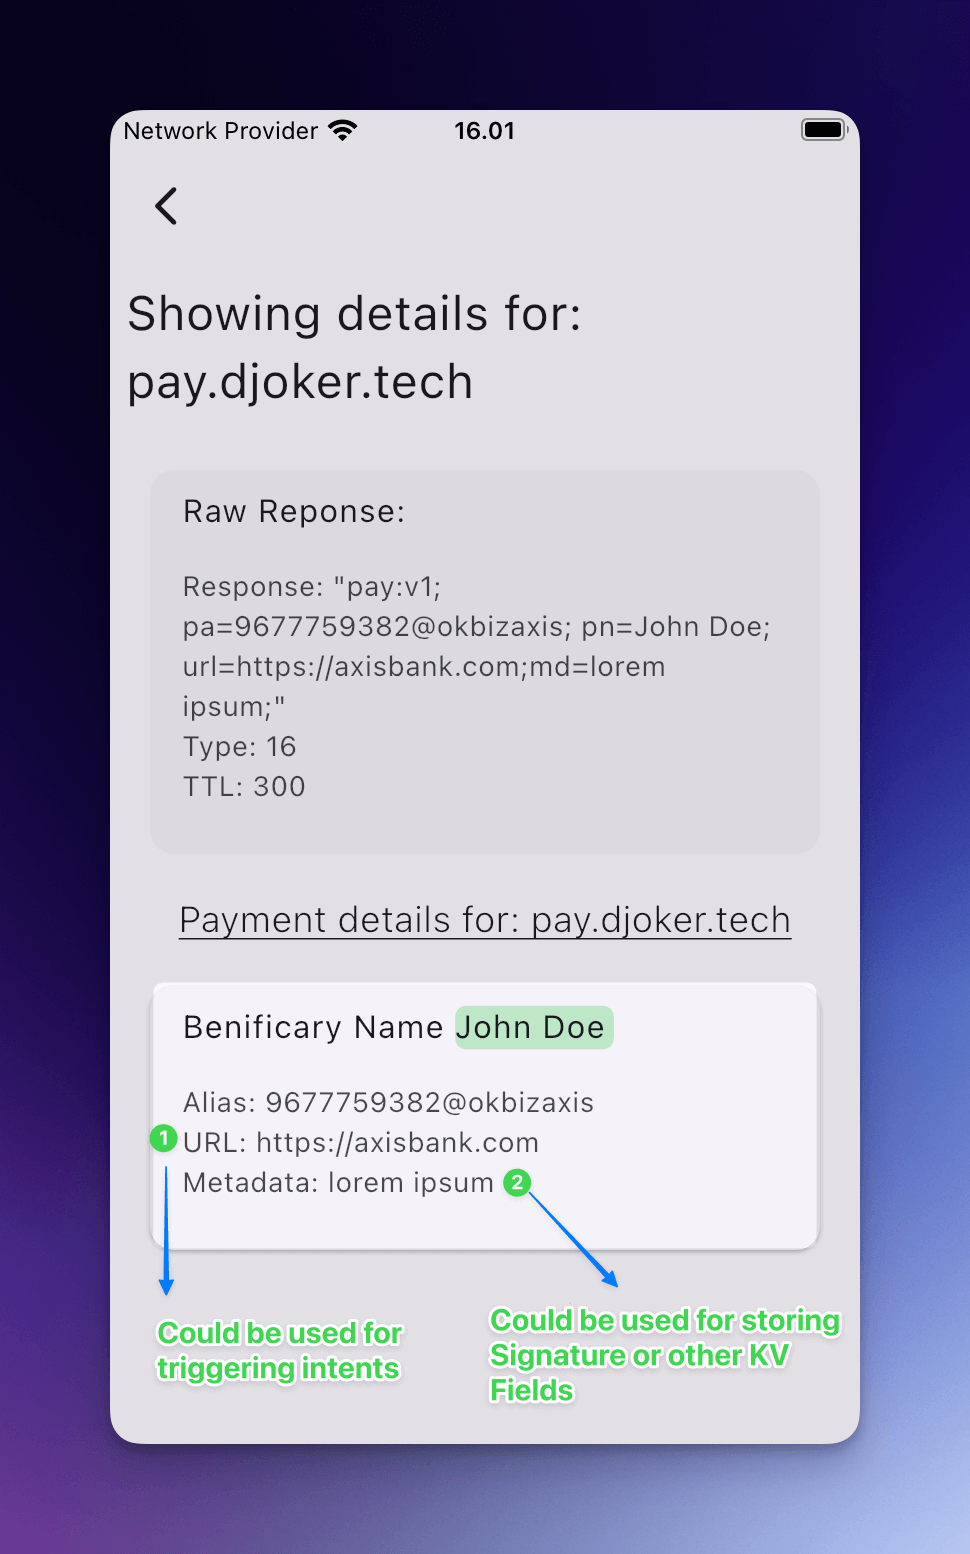 Network Provider 16.01
Showing details for:
pay.djoker.tech
Raw Reponse:
Response: "pay:v1;
pa=9677759382@okbizaxis; pn=John Doe;
url=https://axisbank.com;md=lorem
ipsum;"
Type: 16
TTL: 300
Payment details for: pay.djoker.tech
Benificary Name John Doe
Alias: 9677759382@okbizaxis
1 URL: https://axisbank.com
Metadata: lorem ipsum 2
Could be used for
triggering intents
Could be used for storing
Signature or other KV
Fields